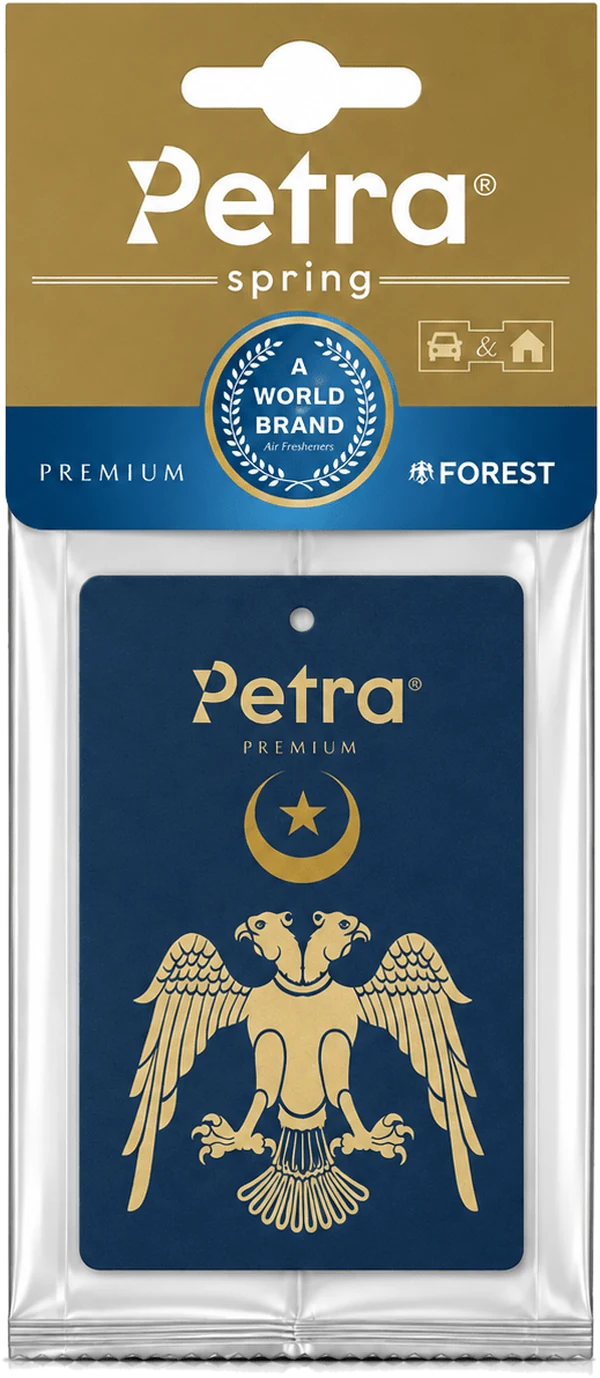 Petra®
spring
&
A
WORLD
BRAND
Air Fresheners
PREMIUM
FOREST
Petra®
PREMIUM